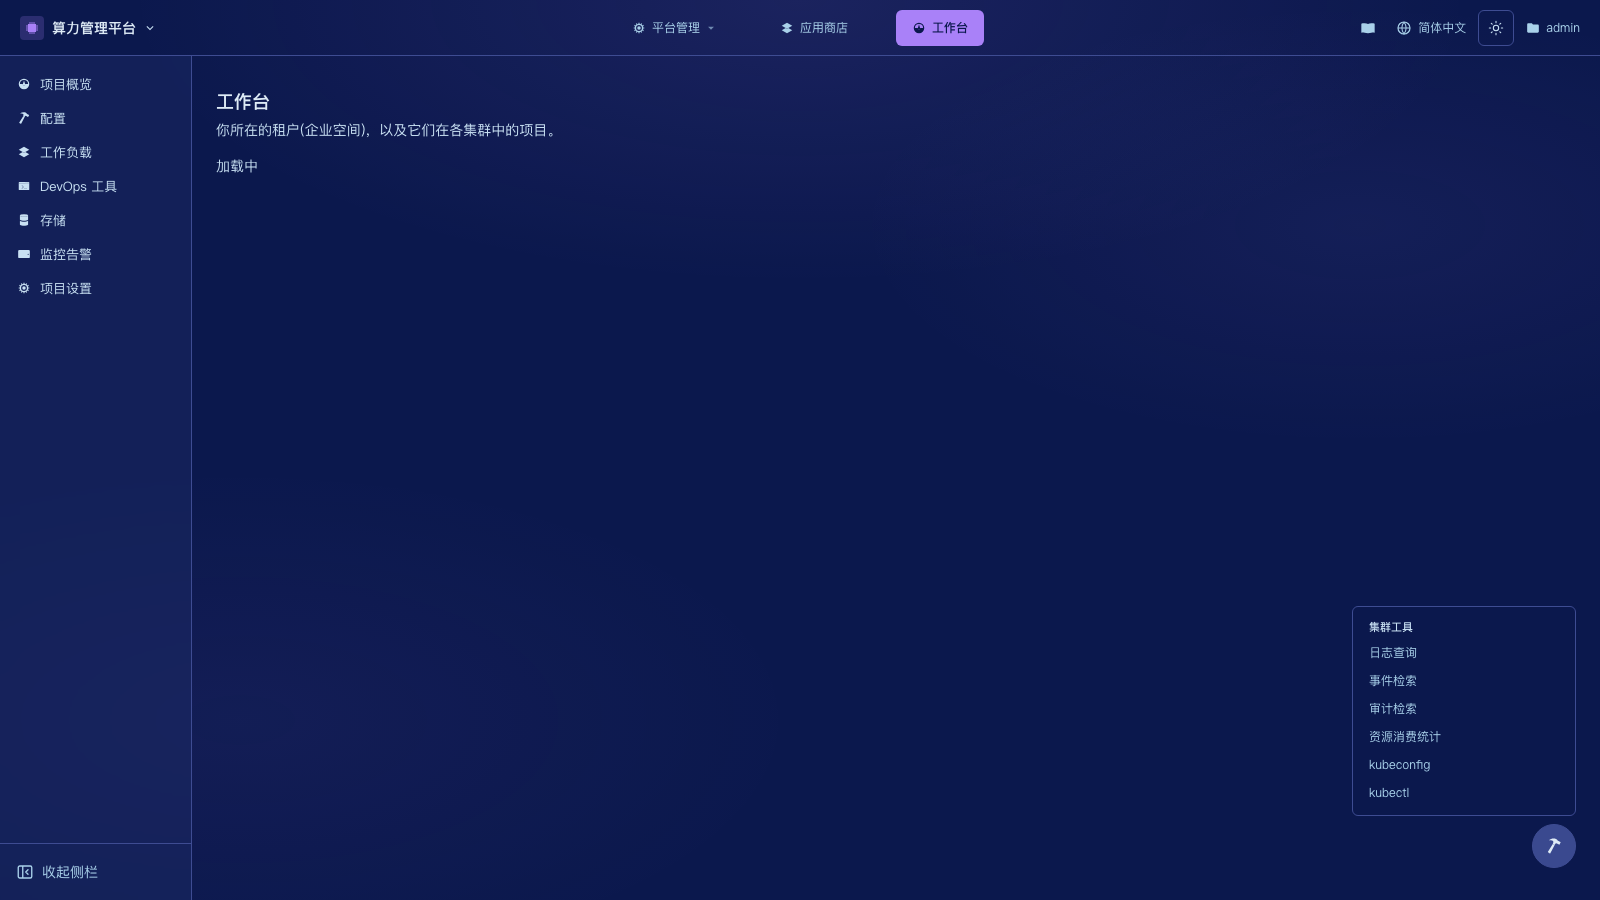 算力管理平台
平台管理
应用商店
工作台
简体中文
admin
项目概览
配置
工作负载
DevOps 工具
存储
监控告警
项目设置
收起侧栏
工作台
你所在的租户(企业空间)，以及它们在各集群中的项目。
加载中
集群工具
日志查询
事件检索
审计检索
资源消费统计
kubeconfig
kubectl